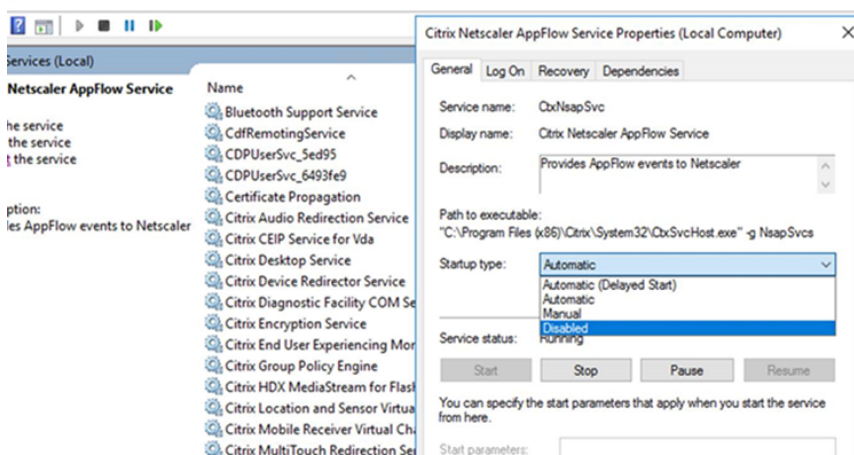 Services (Local)
Netscaler AppFlow Service
he service
the service
the service
ption:
les AppFlow events to Netscaler
Name
Bluetooth Support Service
CdfRemotingService
CDPUserSvc_5ed95
CDPUserSvc_6493fe9
Certificate Propagation
Citrix Audio Redirection Service
Citrix CEIP Service for Vda
Citrix Desktop Service
Citrix Device Redirector Service
Citrix Diagnostic Facility COM Se
Citrix Encryption Service
Citrix End User Experiencing Mor
Citrix Group Policy Engine
Citrix HDX MediaStream for Flash
Citrix Location and Sensor Virtua
Citrix Mobile Receiver Virtual Cha
Citrix MultiTouch Redirection Ser
Citrix Netscaler AppFlow Service Properties (Local Computer)
General Log On Recovery Dependencies
Service name: CtxNsapSvc
Display name: Citrix Netscaler AppFlow Service
Description: Provides AppFlow events to Netscaler
Path to executable:
"C:\Program Files (x86)\Citrix\System32\CtxSvcHost.exe" -g NsapSvcs
Startup type: Automatic
Automatic (Delayed Start)
Automatic
Manual
Disabled
Service status: Running
Start Stop Pause Resume
You can specify the start parameters that apply when you start the service
from here.
Start parameters: